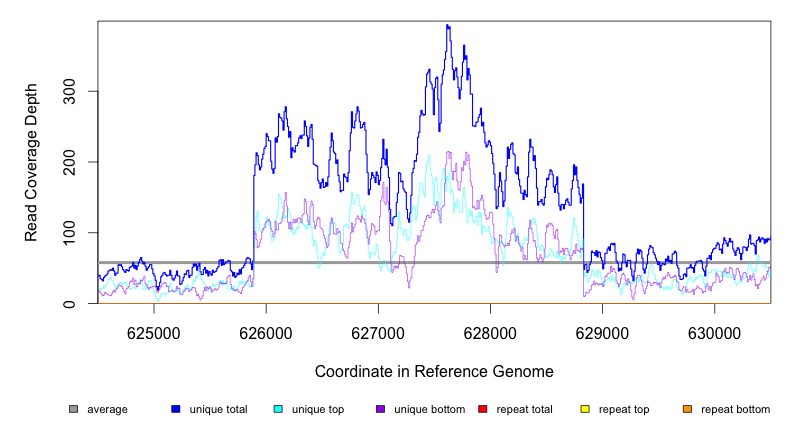 Read Coverage Depth
300
200
100
0
625000 626000 627000 628000 629000 630000
Coordinate in Reference Genome
average unique total unique top unique bottom repeat total repeat top repeat bottom